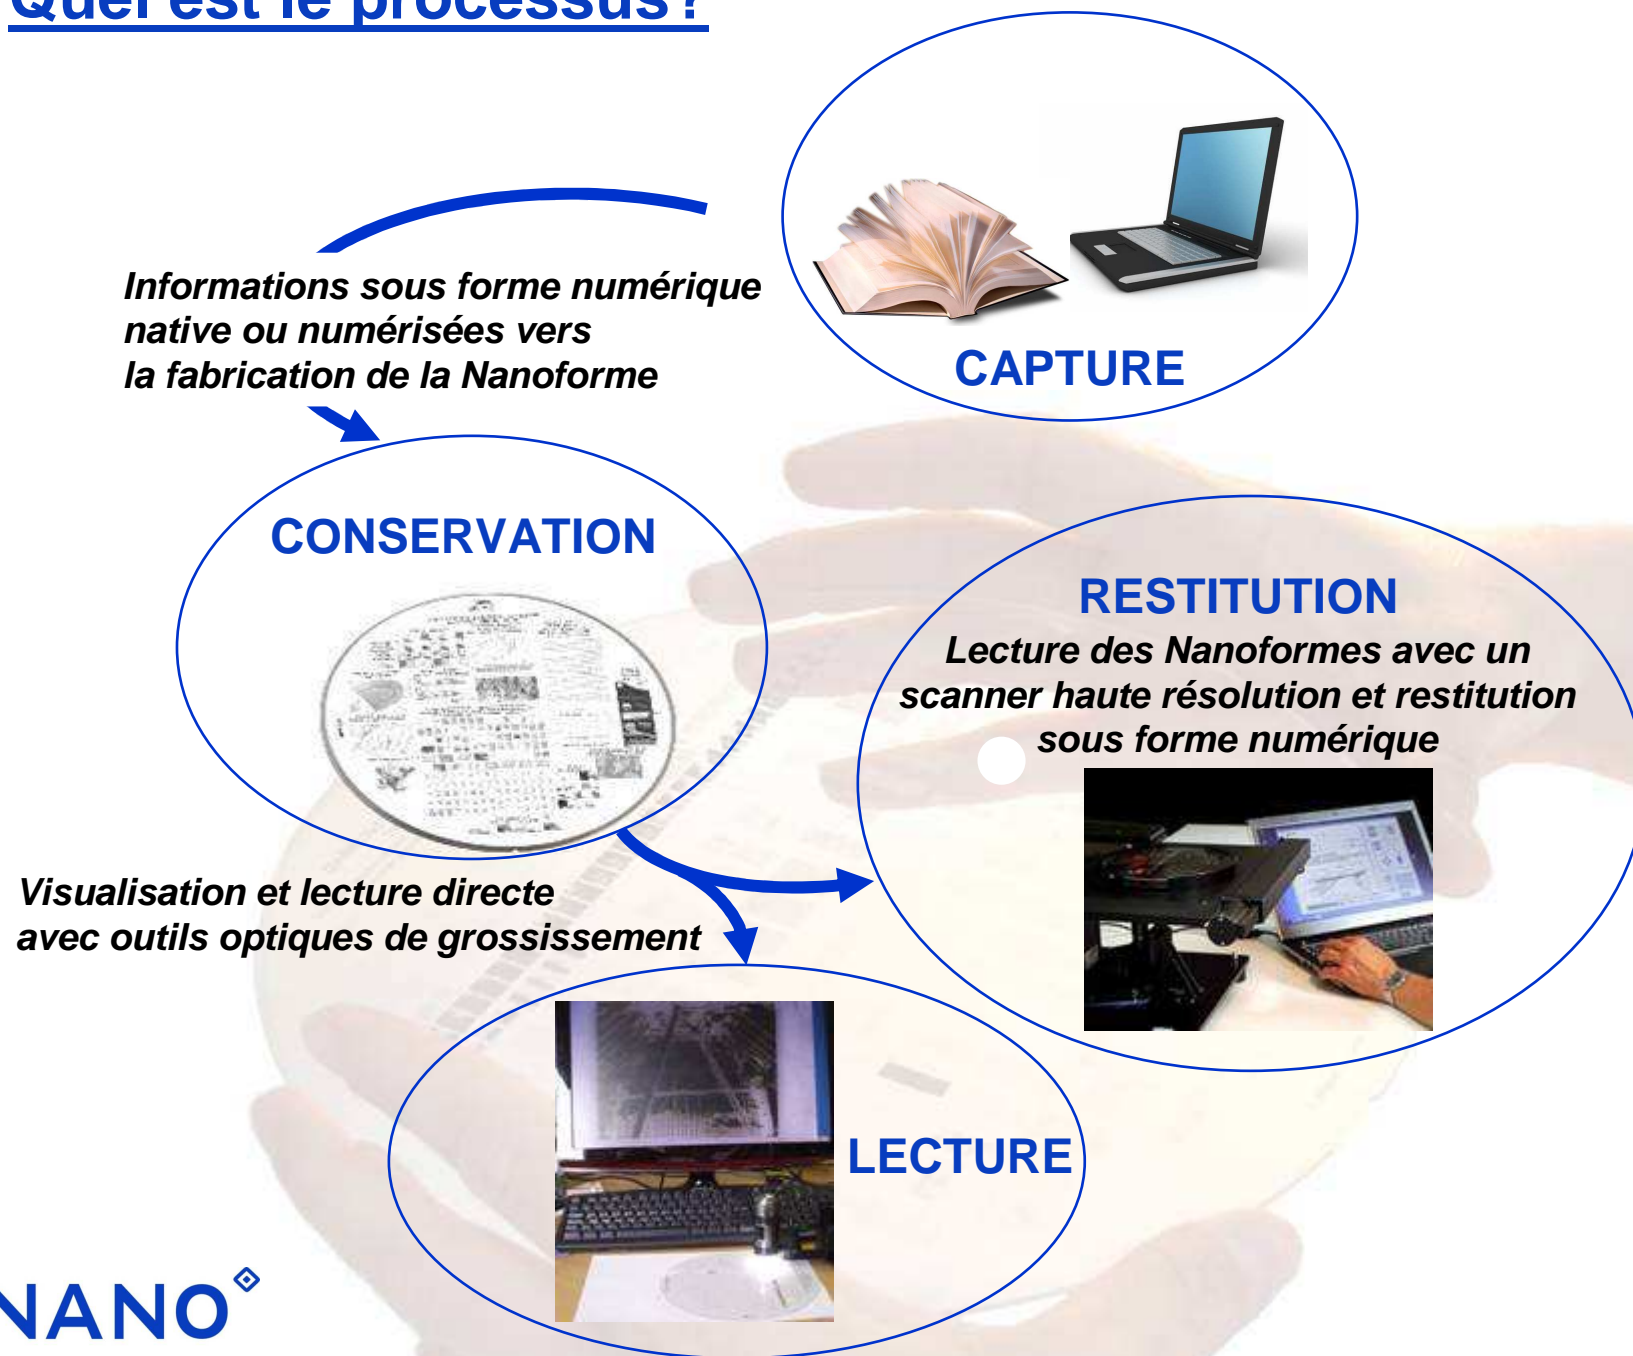 Quel est le processus?
CAPTURE
Informations sous forme numérique
native ou numérisées vers
la fabrication de la Nanoforme
CONSERVATION
RESTITUTION
Lecture des Nanoformes avec un
scanner haute résolution et restitution
sous forme numérique
Visualisation et lecture directe
avec outils optiques de grossissement
LECTURE
NANO